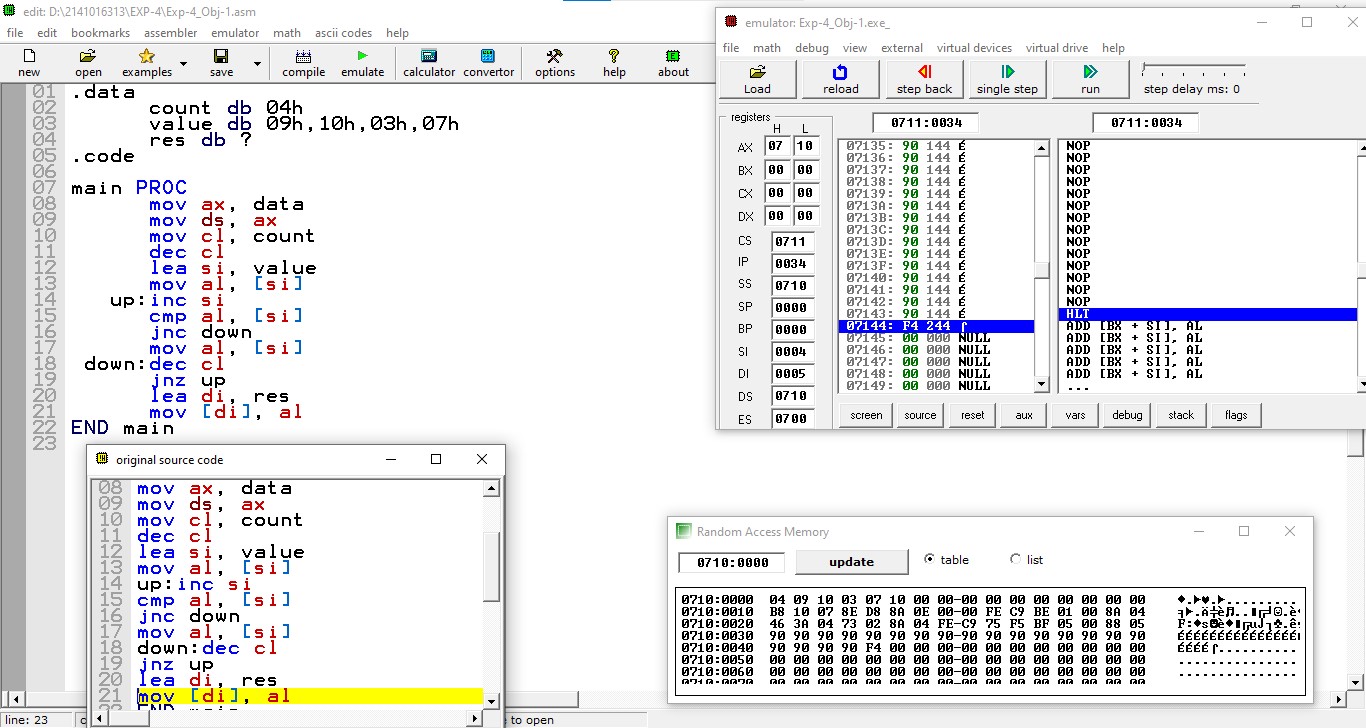 edit: D:\2141016313\EXP-4\Exp-4_Obj-1.asm
file edit bookmarks assembler emulator math ascii codes help
new open examples save compile emulate calculator convertor options help about
01 .data
02 count db 04h
03 value db 09h,10h,03h,07h
04 res db ?
05 .code
06
07 main PROC
08 mov ax, data
09 mov ds, ax
10 mov cl, count
11 dec cl
12 lea si, value
13 mov al, [si]
14 up:inc si
15 cmp al, [si]
16 jnc down
17 mov al, [si]
18 down:dec cl
19 jnz up
20 lea di, res
21 mov [di], al
22 END main
23
emulator: Exp-4_Obj-1.exe_
file math debug view external virtual devices virtual drive help
Load reload step back single step run step delay ms: 0
registers
H L
AX 07 10
BX 00 00
CX 00 00
DX 00 00
CS 0711
IP 0034
SS 0710
SP 0000
BP 0000
SI 0004
DI 0005
DS 0710
ES 0700
0711:0034
07135: 90 144 É
07136: 90 144 É
07137: 90 144 É
07138: 90 144 É
07139: 90 144 É
0713A: 90 144 É
0713B: 90 144 É
0713C: 90 144 É
0713D: 90 144 É
0713E: 90 144 É
0713F: 90 144 É
07140: 90 144 É
07141: 90 144 É
07142: 90 144 É
07143: 90 144 É
07144: F4 244 ⌠
07145: 00 000 NULL
07146: 00 000 NULL
07147: 00 000 NULL
07148: 00 000 NULL
07149: 00 000 NULL
0711:0034
NOP
NOP
NOP
NOP
NOP
NOP
NOP
NOP
NOP
NOP
NOP
NOP
NOP
NOP
HLT
ADD [BX + SI], AL
ADD [BX + SI], AL
ADD [BX + SI], AL
ADD [BX + SI], AL
ADD [BX + SI], AL
...
screen source reset aux vars debug stack flags
original source code
08 mov ax, data
09 mov ds, ax
10 mov cl, count
11 dec cl
12 lea si, value
13 mov al, [si]
14 up:inc si
15 cmp al, [si]
16 jnc down
17 mov al, [si]
18 down:dec cl
19 jnz up
20 lea di, res
21 mov [di], al
22 END main
Random Access Memory
0710:0000 update table list
0710:0000 04 09 10 03 07 10 00 00-00 00 00 00 00 00 00 00
0710:0010 B8 10 07 8E D8 8A 0E 00-00 FE C9 BE 01 00 8A 04
0710:0020 46 3A 04 73 02 8A 04 FE-C9 75 F5 BF 05 00 88 05
0710:0030 90 90 90 90 90 90 90 90-90 90 90 90 90 90 90 90
0710:0040 90 90 90 90 F4 00 00 00-00 00 00 00 00 00 00 00
0710:0050 00 00 00 00 00 00 00 00-00 00 00 00 00 00 00 00
0710:0060 00 00 00 00 00 00 00 00-00 00 00 00 00 00 00 00
line: 23
e to open